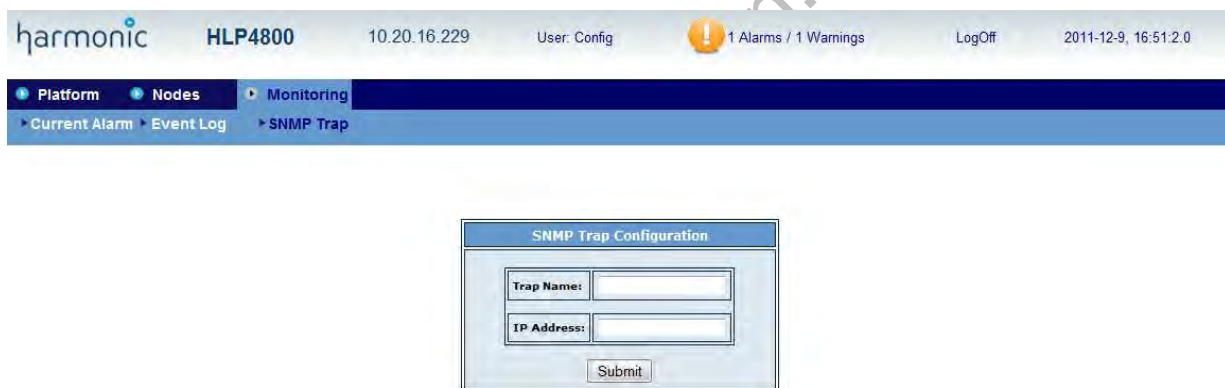 harmonic HLP4800 10.20.16.229 User: Config 1 Alarms / 1 Warnings LogOff 2011-12-9, 16:51:2.0
Platform Nodes Monitoring
Current Alarm Event Log SNMP Trap
SNMP Trap Configuration
Trap Name:
IP Address:
Submit